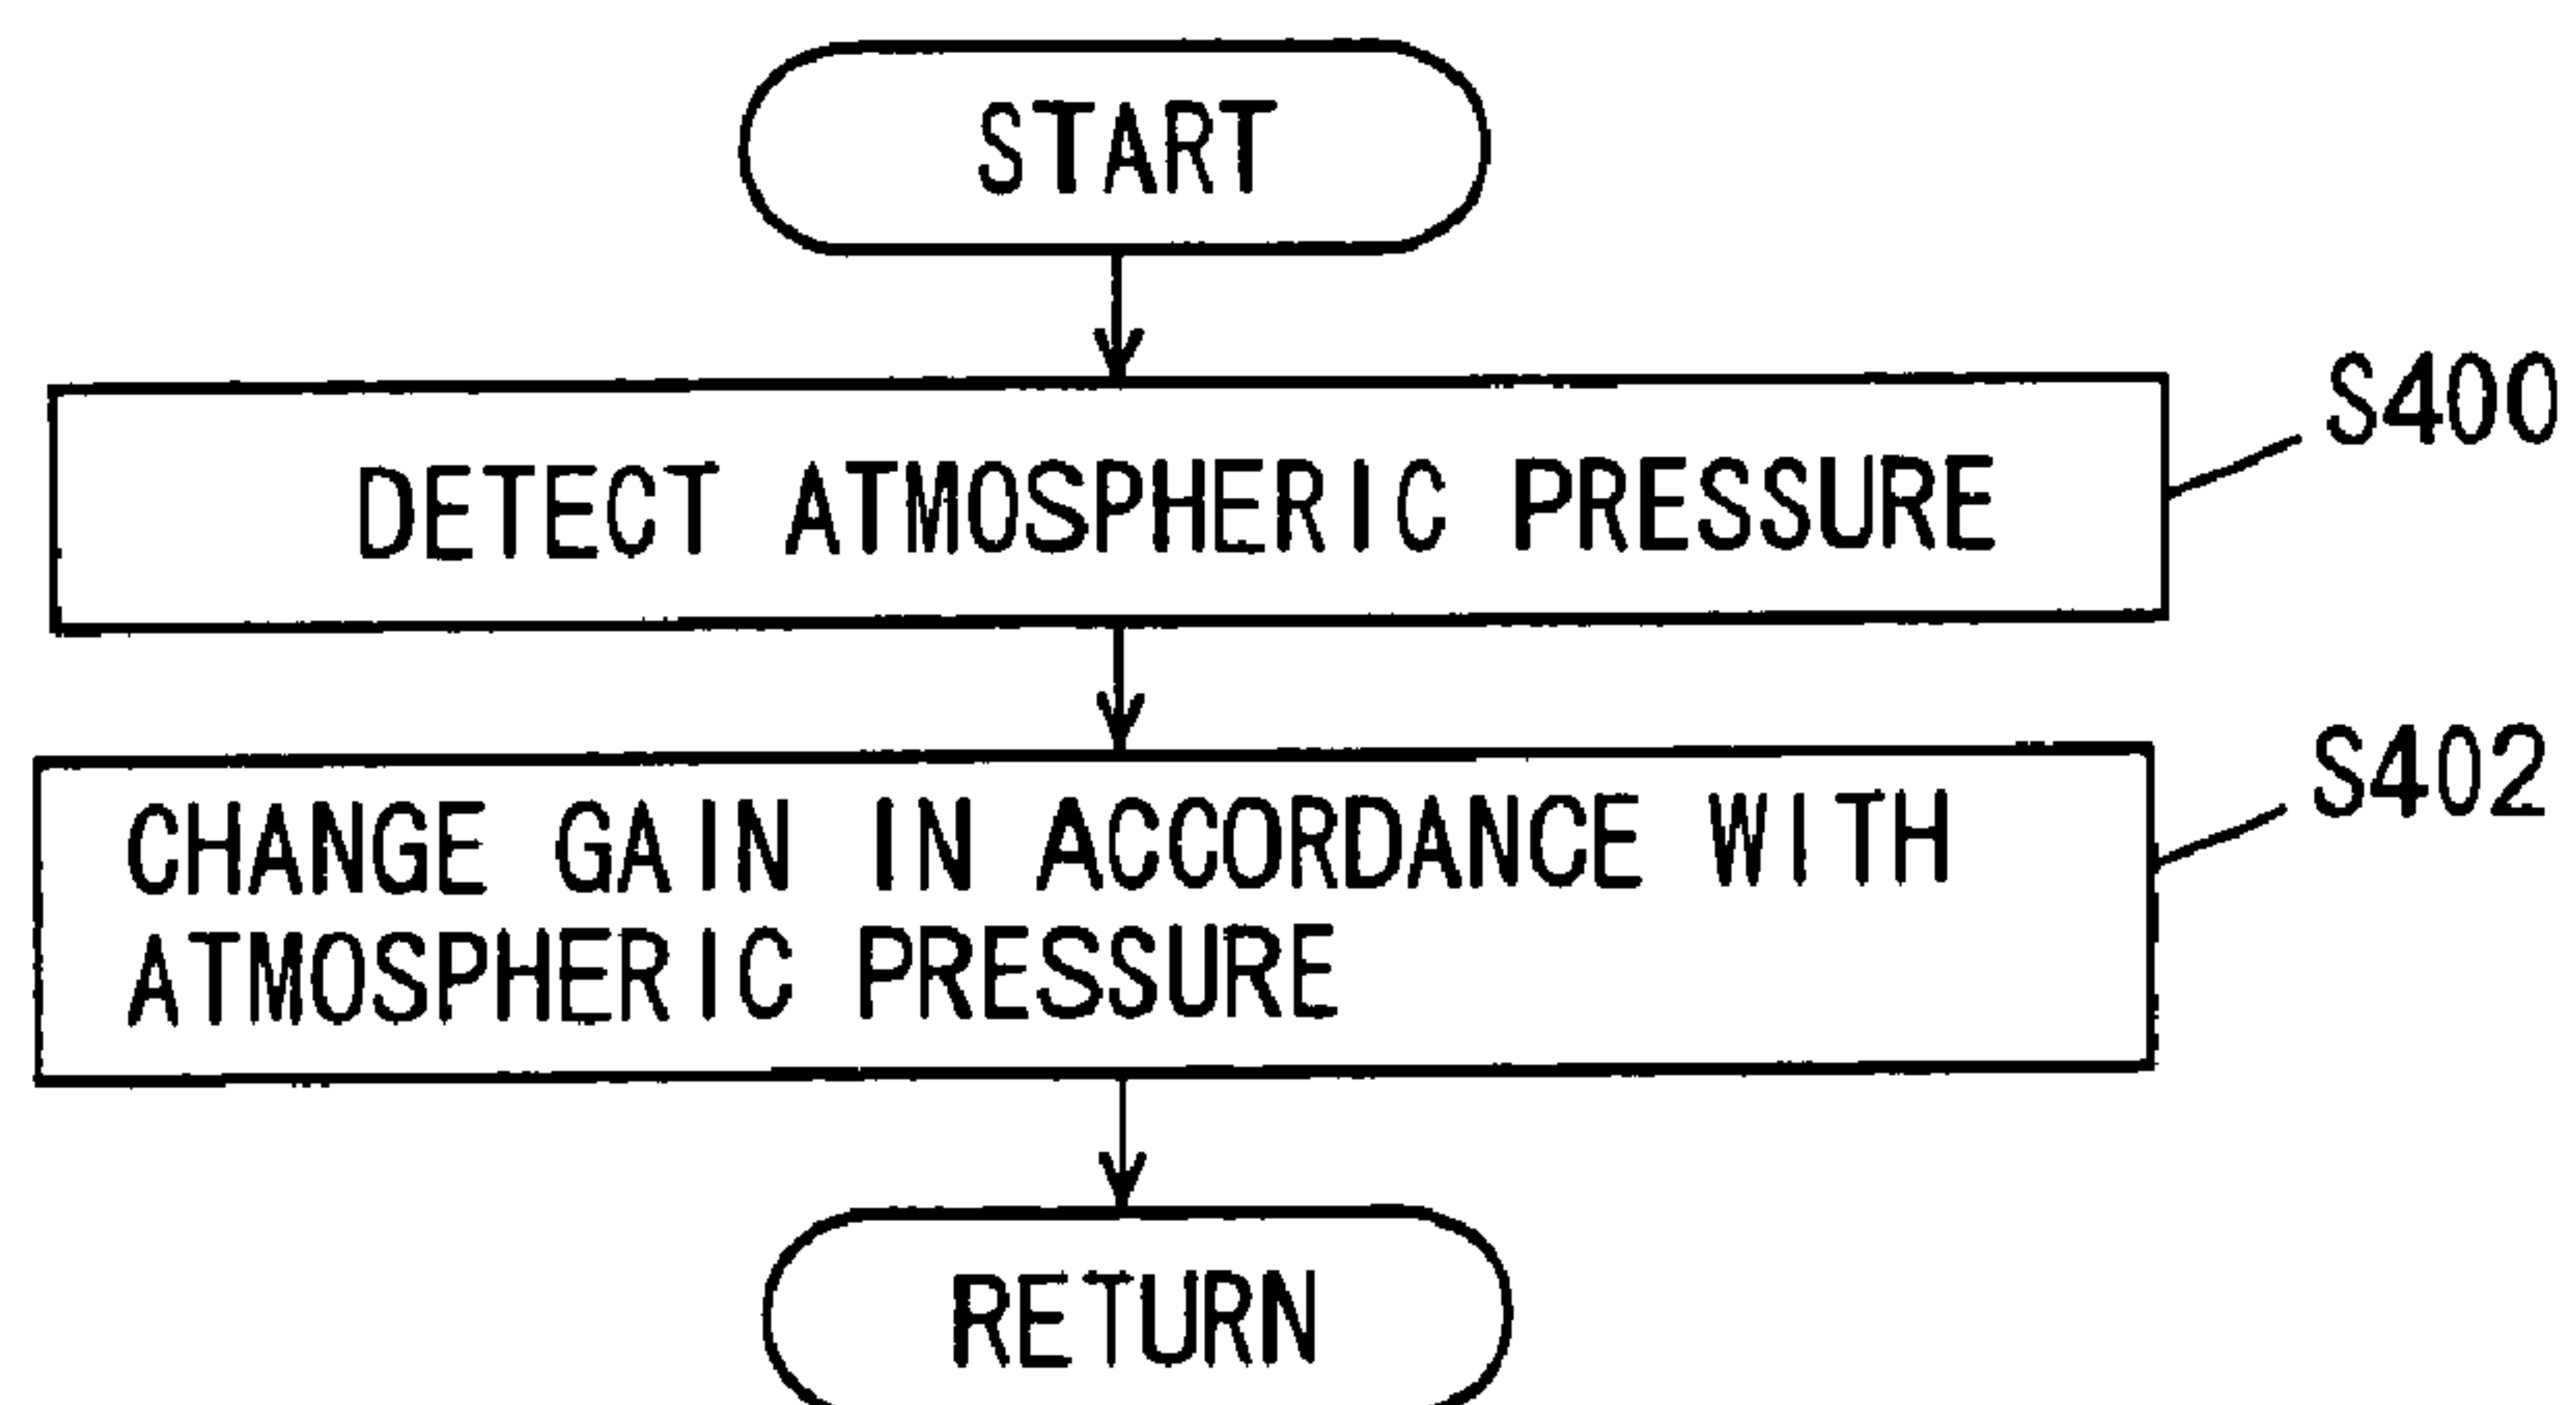 START
S400
DETECT ATMOSPHERIC PRESSURE
S402
CHANGE GAIN IN ACCORDANCE WITH
ATMOSPHERIC PRESSURE
RETURN